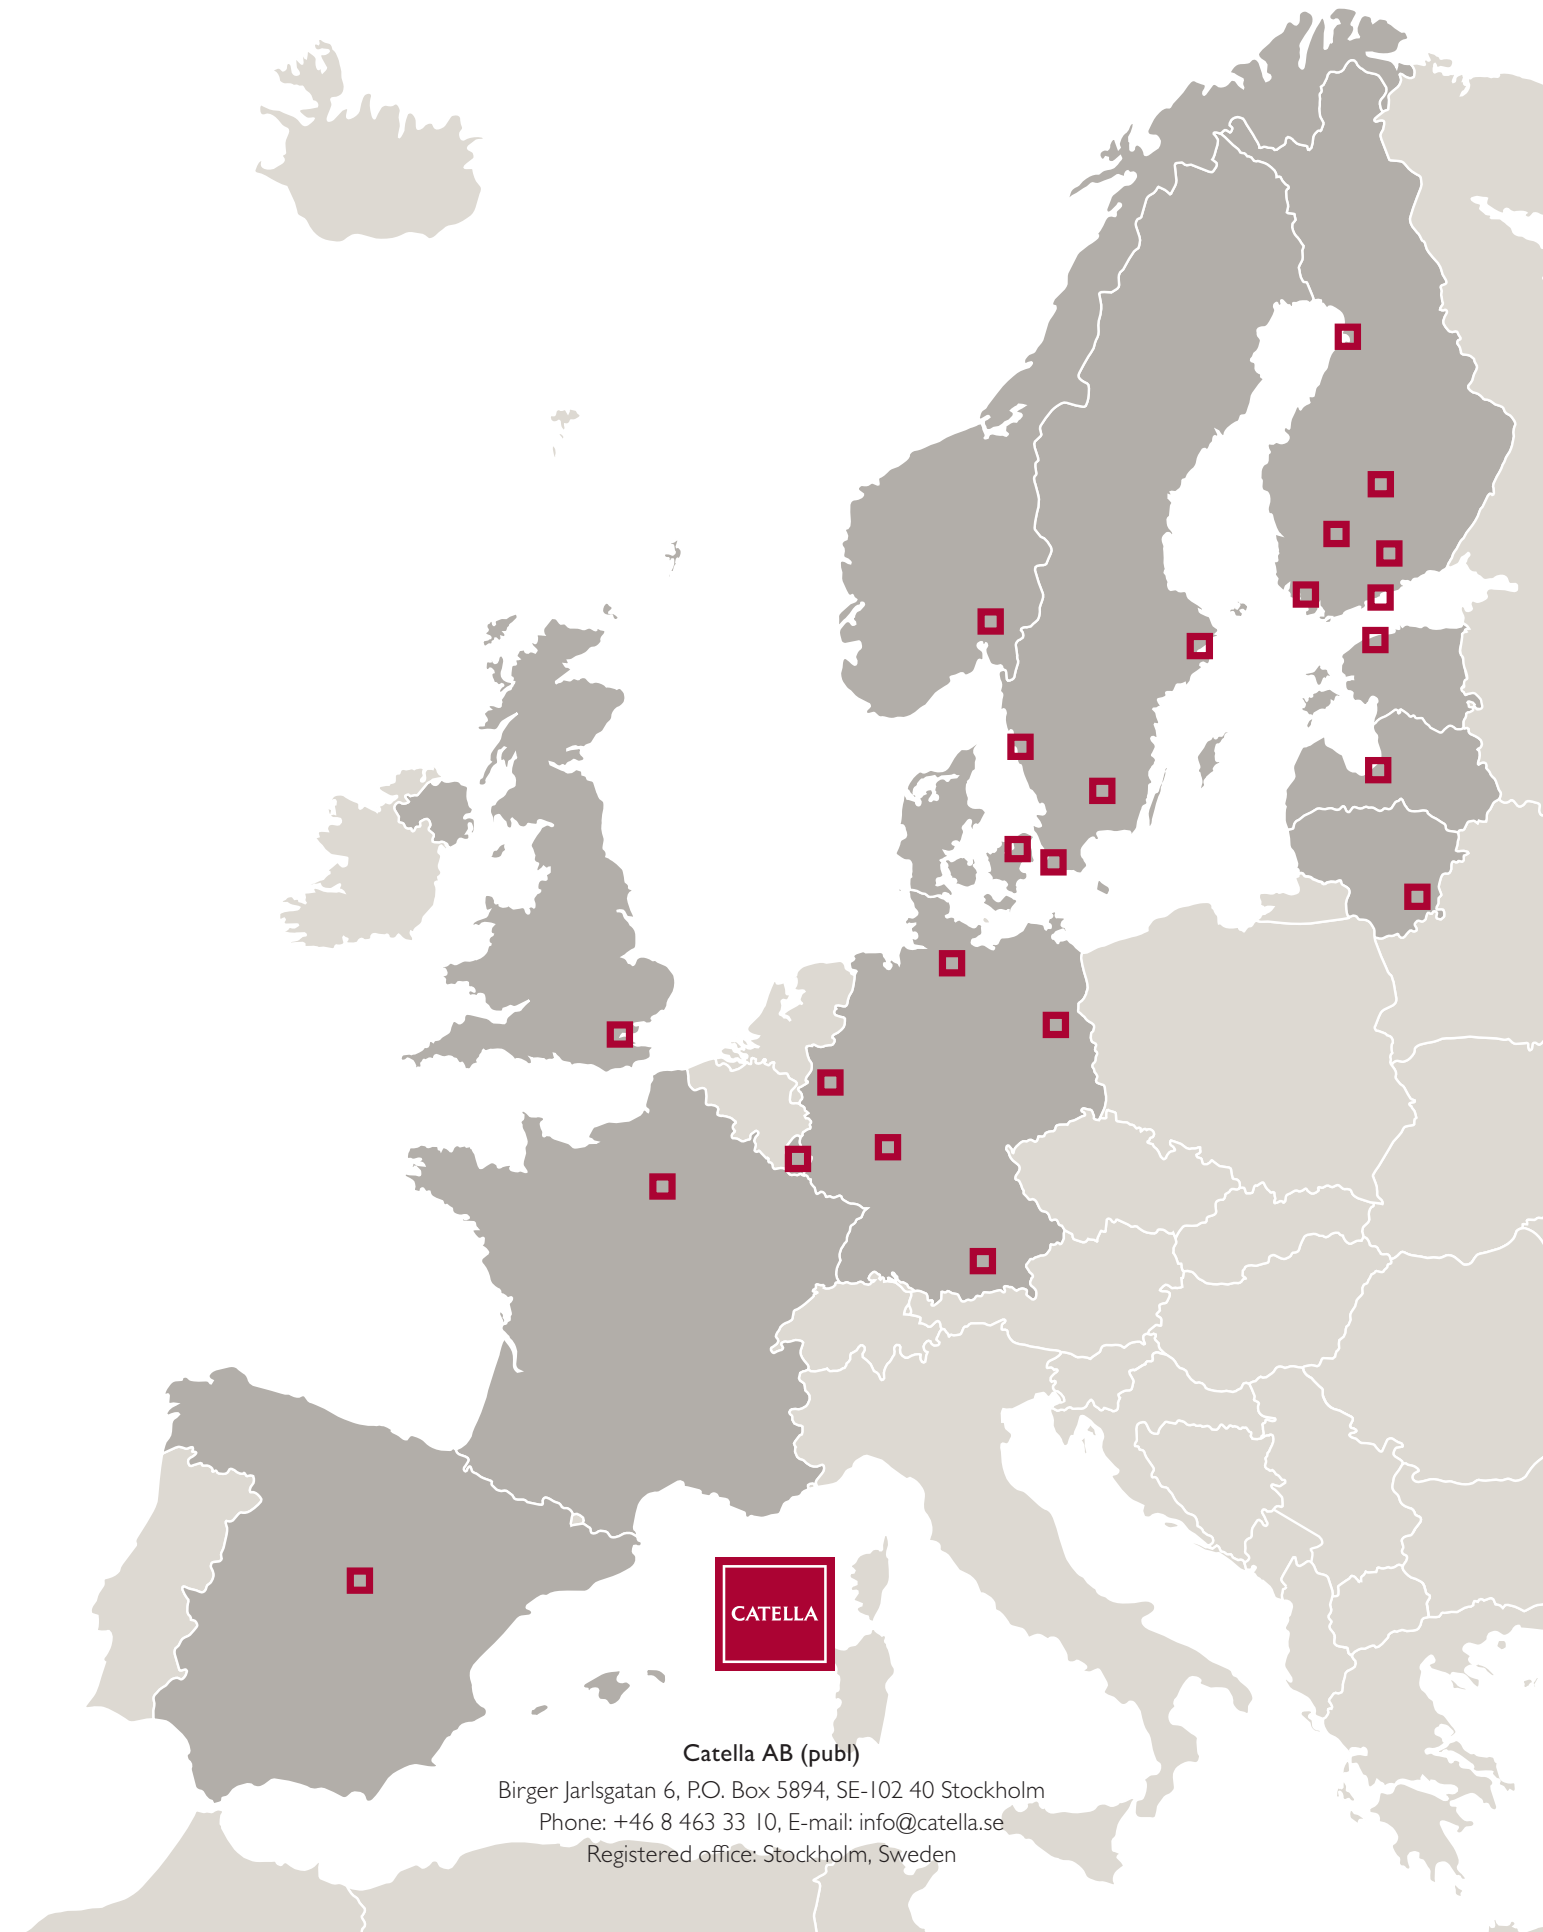 CATELLA
Catella AB (publ)
Birger Jarlsgatan 6, P.O. Box 5894, SE-102 40 Stockholm
Phone: +46 8 463 33 10, E-mail: info@catella.se
Registered office: Stockholm, Sweden